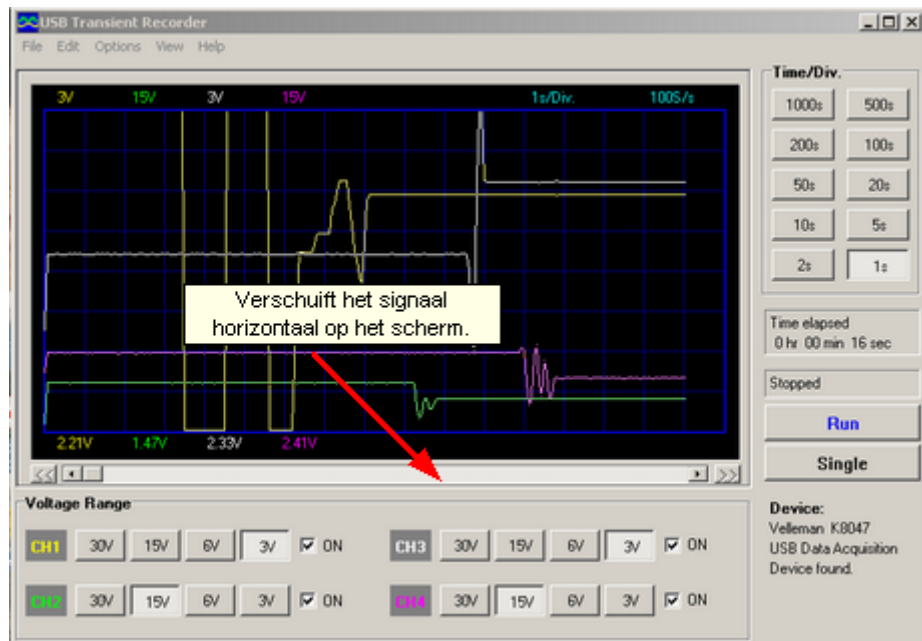 USB Transient Recorder
File Edit Options View Help
3V 15V 3V 15V 1s/Div. 100S/s
Verschuift het signaal
horizontaal op het scherm.
2.21V 1.47V 2.33V 2.41V
Time/Div.
1000s 500s
200s 100s
50s 20s
10s 5s
2s 1s
Time elapsed
0 hr 00 min 16 sec
Stopped
Run
Single
Voltage Range
CH1 30V 15V 6V 3V ON
CH3 30V 15V 6V 3V ON
CH2 30V 15V 6V 3V ON
CH4 30V 15V 6V 3V ON
Device:
Velleman K8047
USB Data Acquisition
Device found.